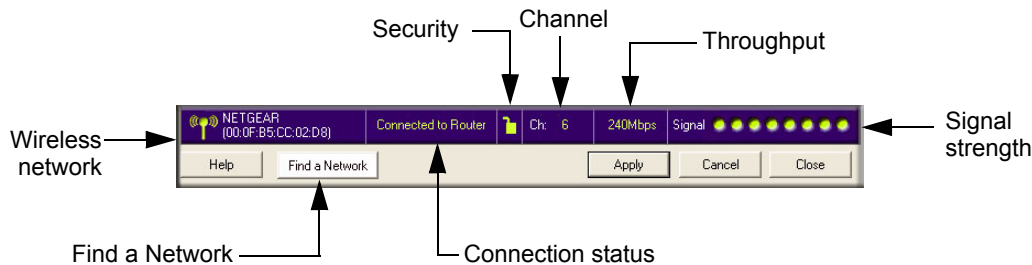 Channel
Security
Throughput
NETGEAR
(00:0F:B5:CC:02:D8)
Connected to Router
Ch: 6
240Mbps
Signal
Wireless
network
Signal
strength
Help
Find a Network
Apply
Cancel
Close
Find a Network
Connection status